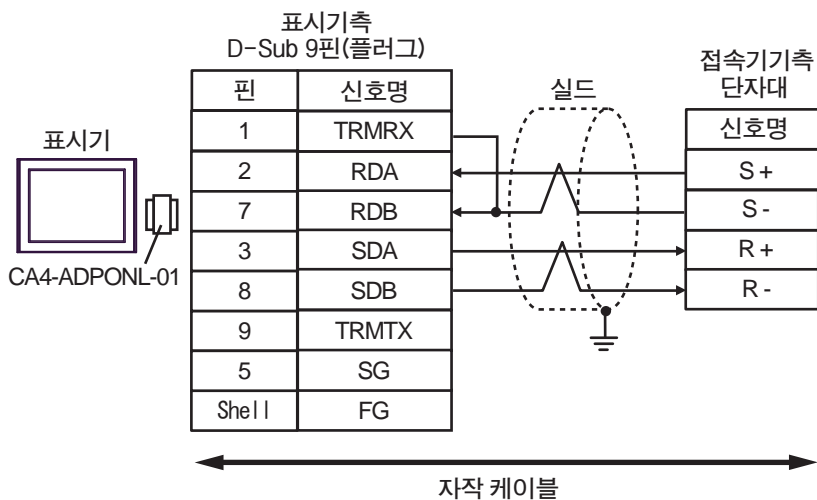 표시기측
D-Sub 9핀(플러그)
접속기기측
단자대
핀 신호명
실드
신호명
표시기
1 TRMRX
2 RDA
S +
7 RDB
S -
3 SDA
R +
8 SDB
R -
9 TRMTX
5 SG
Shell FG
CA4-ADPONL-01
자작 케이블